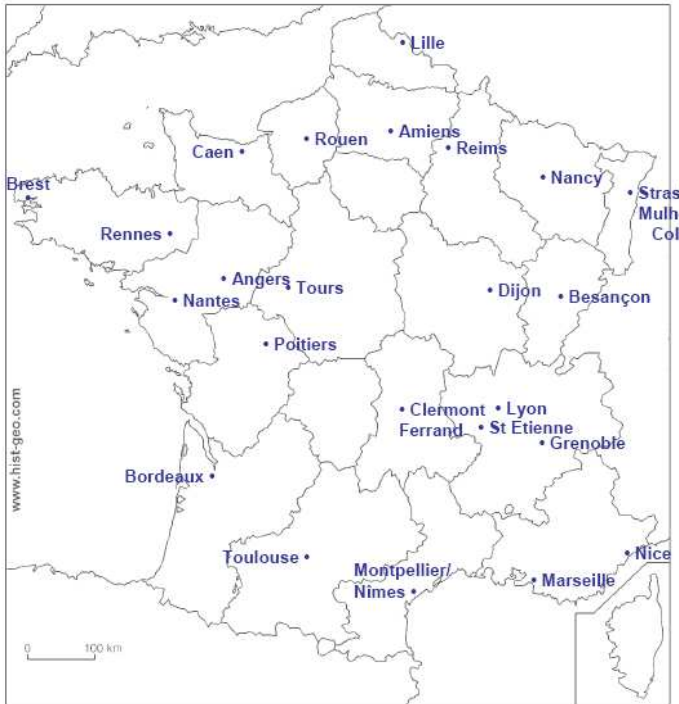 Lille
Amiens
Rouen
Reims
Caen
Nancy
Brest
Stras
Mulh
Col
Rennes
Angers
Tours
Dijon
Besançon
Nantes
Poitiers
Clermont
Ferrand
Lyon
St Etienne
Grenoble
www.hist-geo.com
Bordeaux
Toulouse
Montpellier/
Nîmes
Nice
Marseille
0 100 km